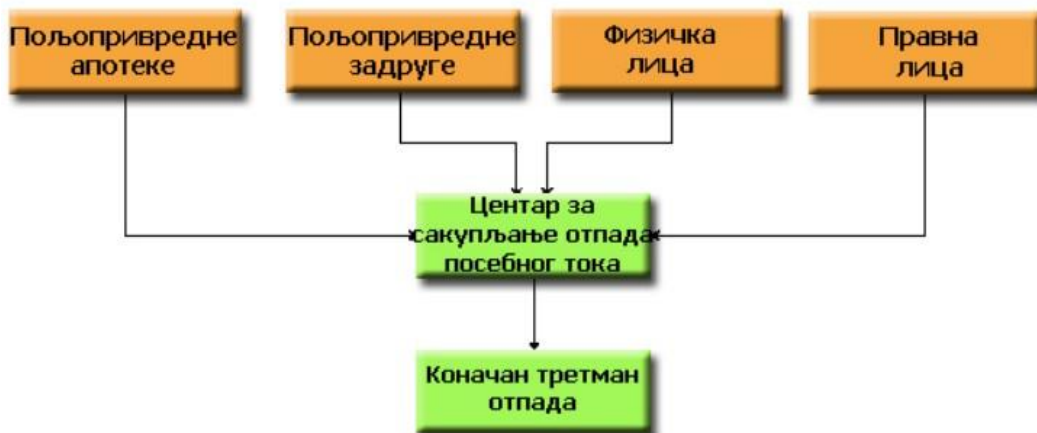 Пољопривредне
апотеке
Пољопривредне
задруге
Физичка
лица
Правна
лица
Центар за
сакупљање отпада
посебног тока
Коначан третман
отпада